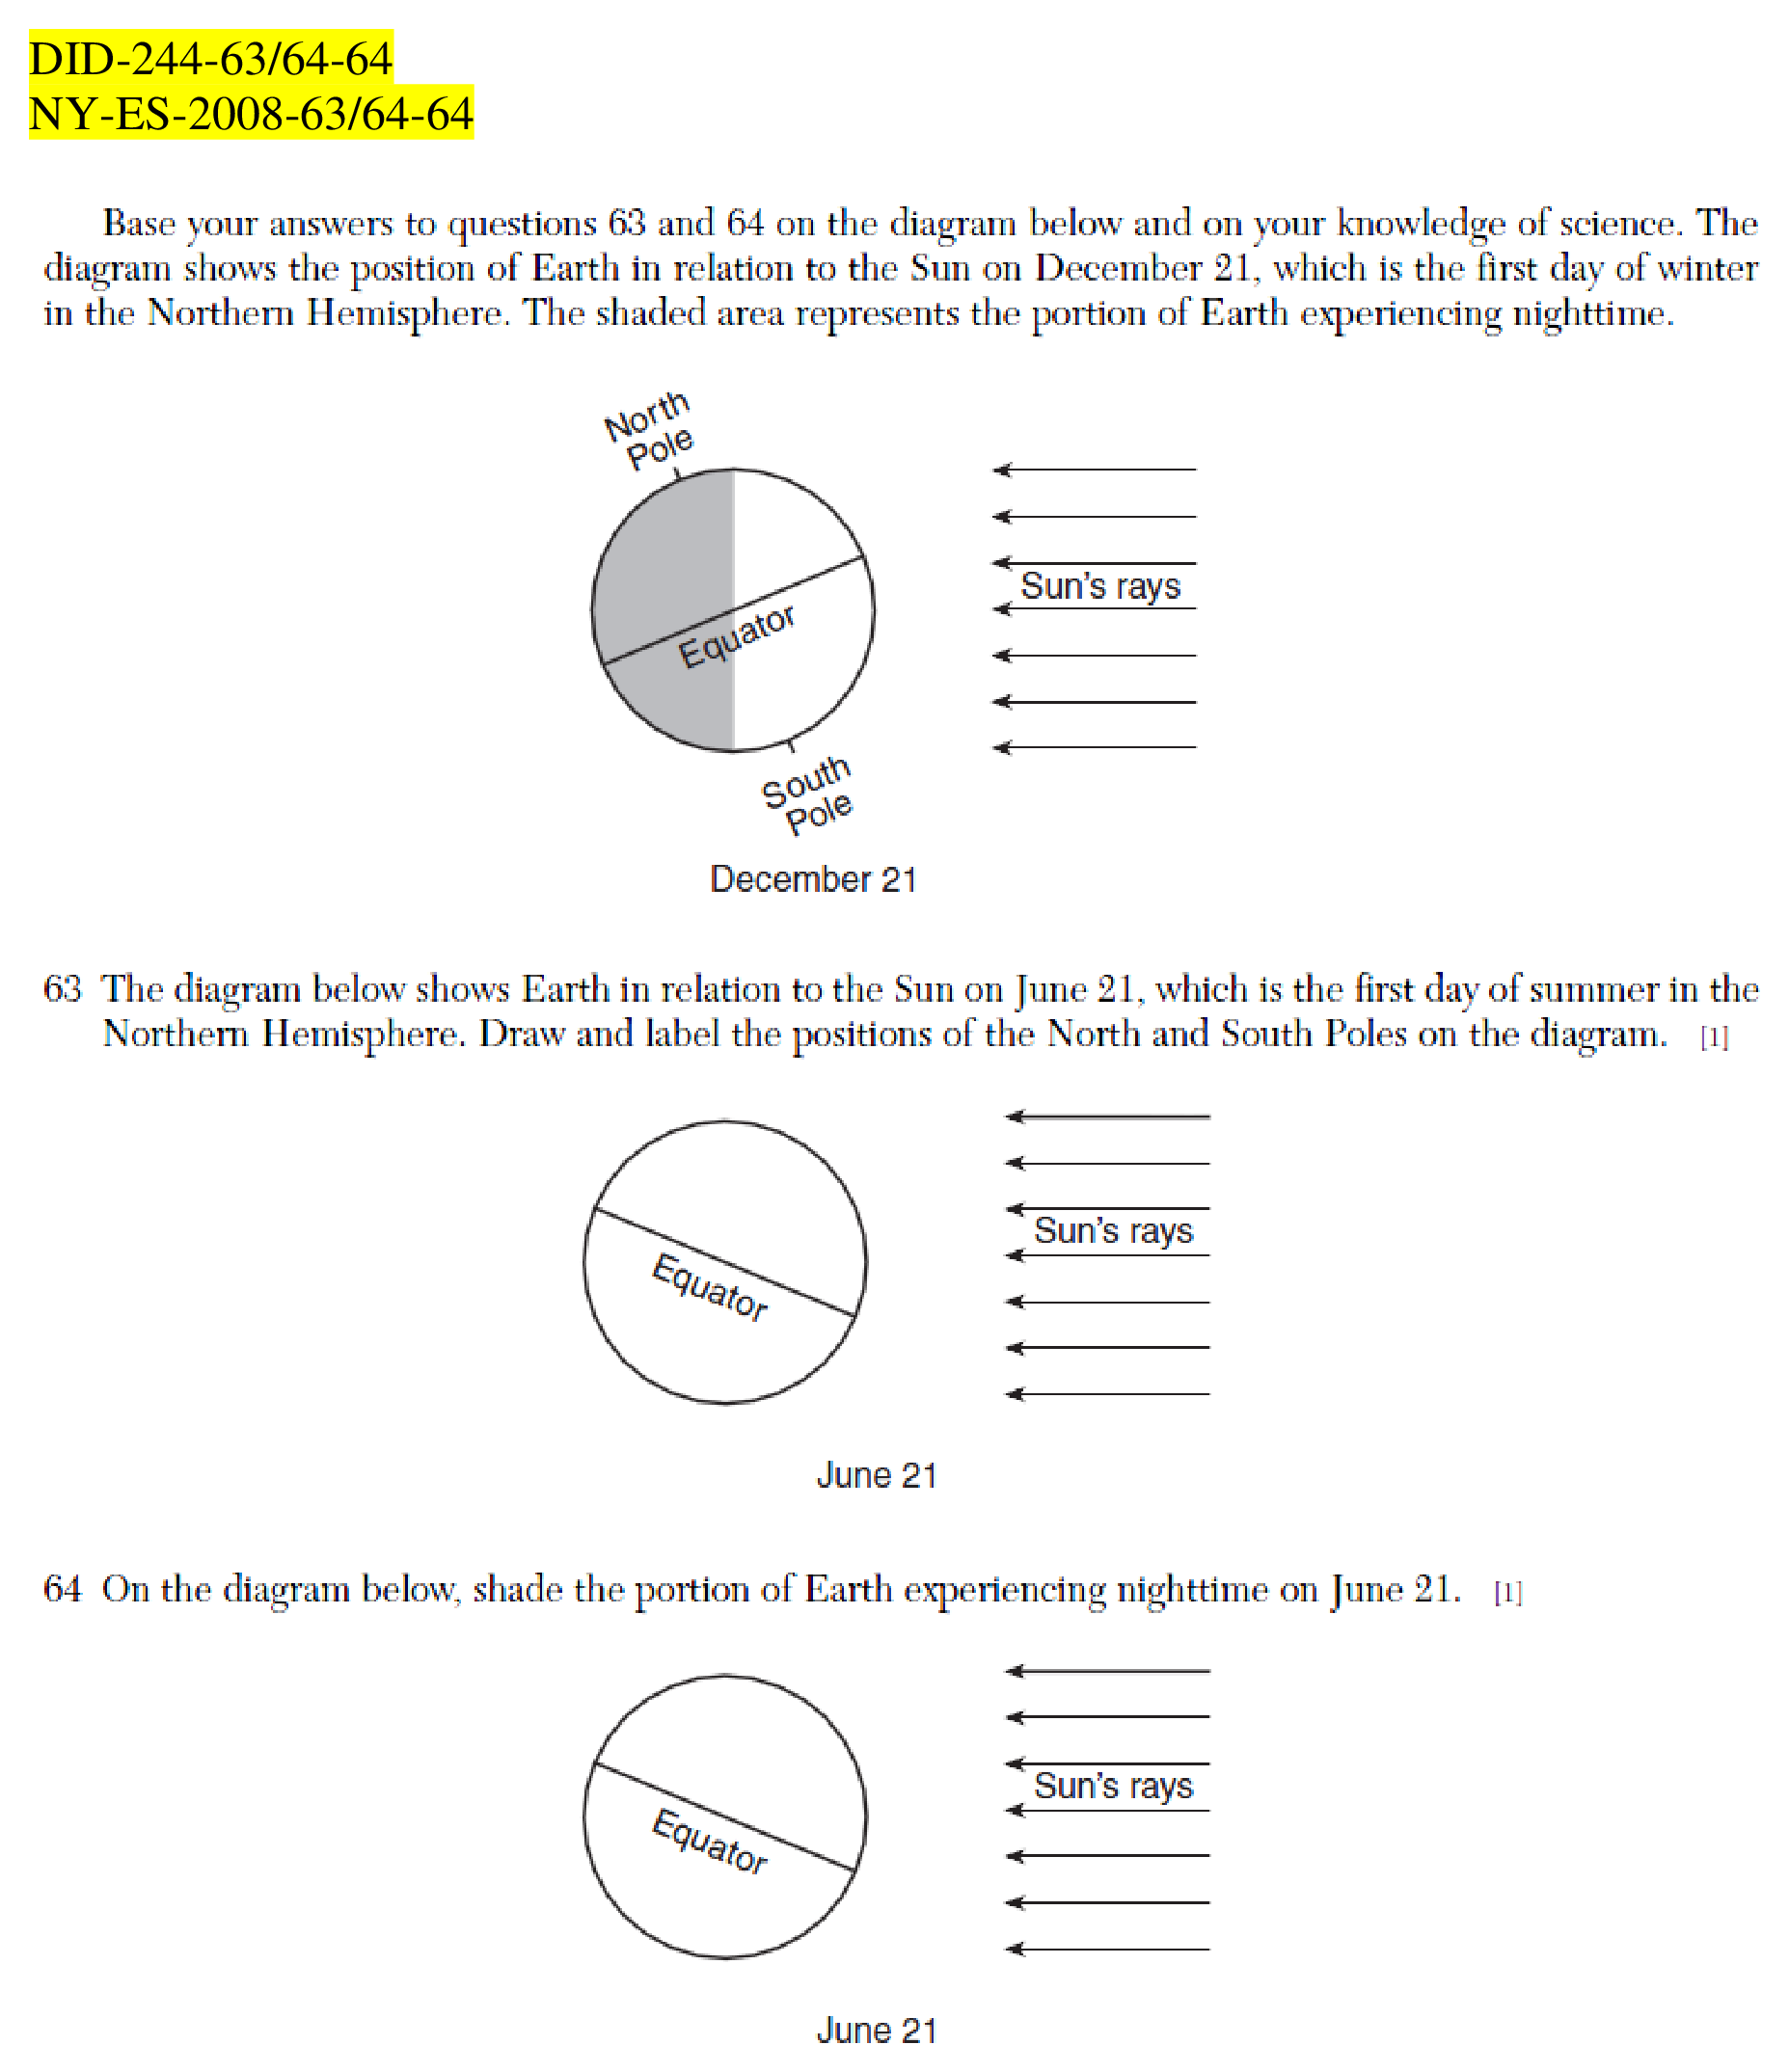 DID-244-63/64-64
NY-ES-2008-63/64-64
Base your answers to questions 63 and 64 on the diagram below and on your knowledge of science. The
diagram shows the position of Earth in relation to the Sun on December 21, which is the first day of winter
in the Northern Hemisphere. The shaded area represents the portion of Earth experiencing nighttime.
North
Pole
Sun's rays
Equator
South
Pole
December 21
63 The diagram below shows Earth in relation to the Sun on June 21, which is the first day of summer in the
Northern Hemisphere. Draw and label the positions of the North and South Poles on the diagram. [1]
Sun's rays
Equator
June 21
64 On the diagram below, shade the portion of Earth experiencing nighttime on June 21. [1]
Sun's rays
Equator
June 21